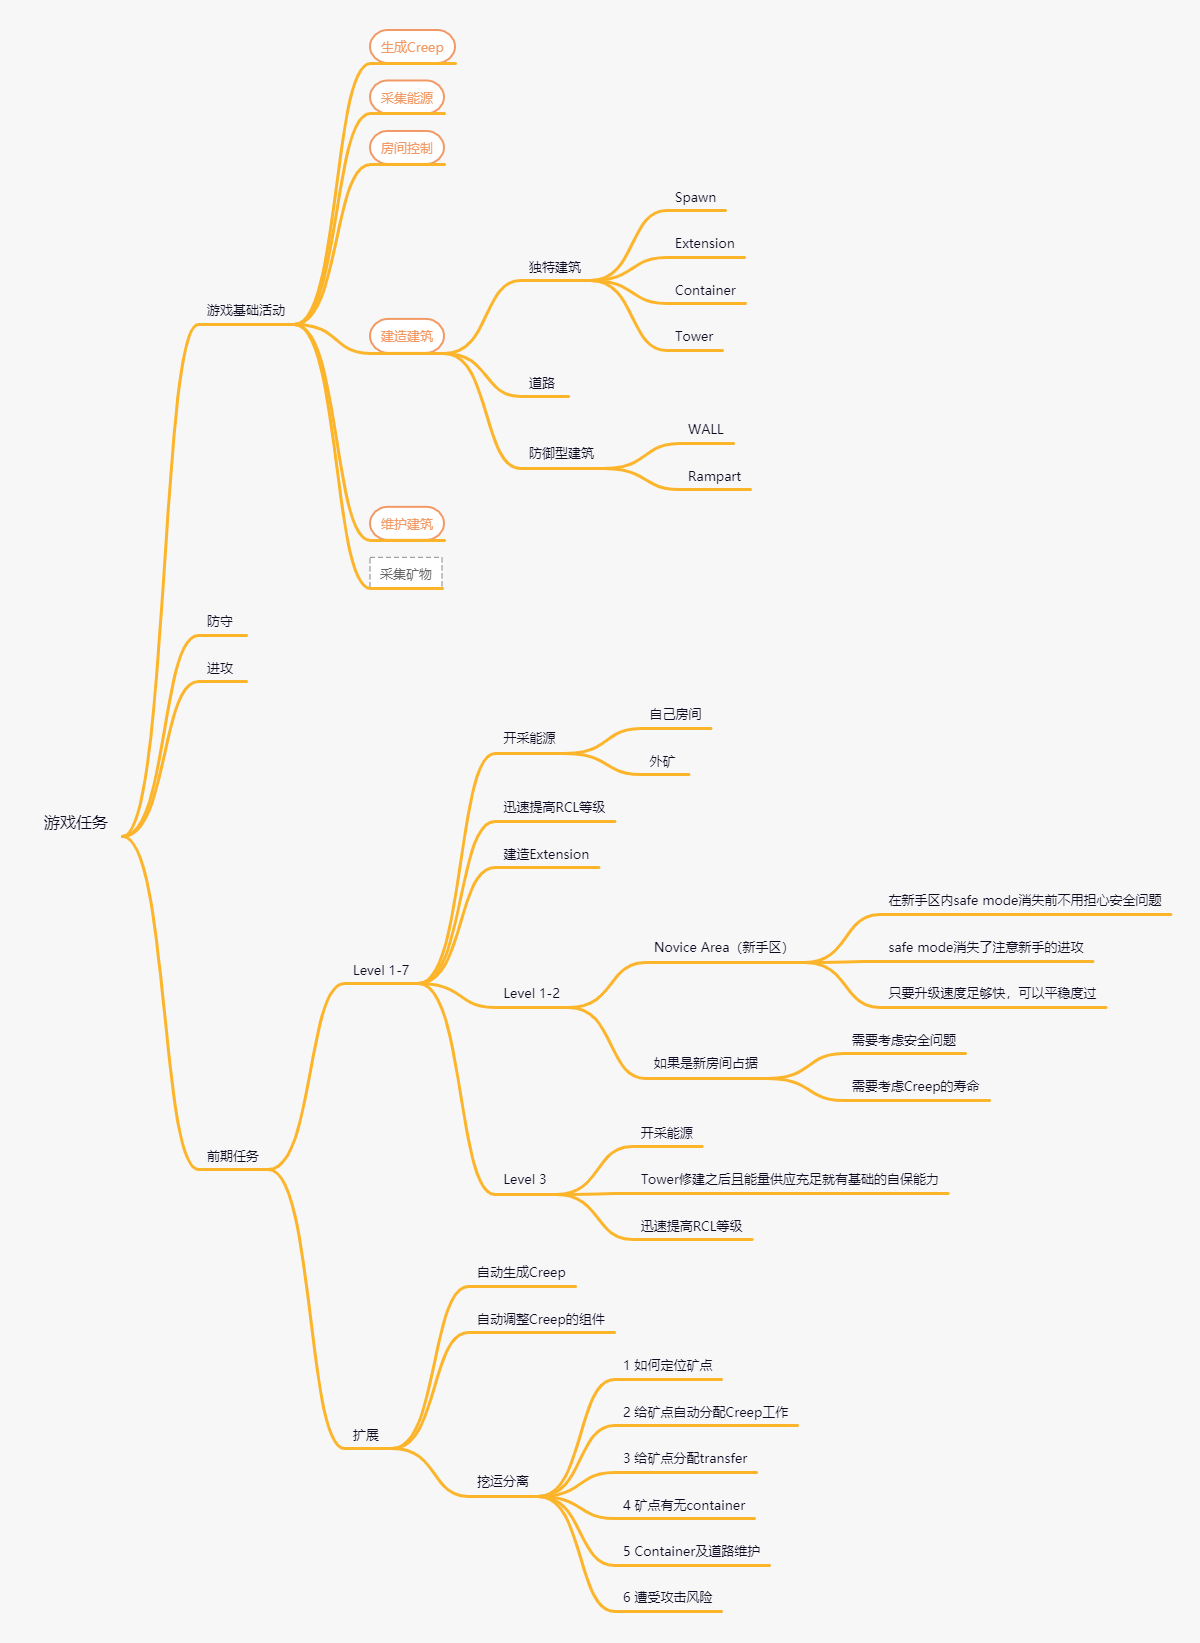 生成Creep
采集能源
房间控制
Spawn
Extension
独特建筑
Container
游戏基础活动
建造建筑
Tower
道路
WALL
防御型建筑
Rampart
维护建筑
采集矿物
防守
进攻
自己房间
开采能源
外矿
迅速提高RCL等级
游戏任务
建造Extension
在新手区内safe mode消失前不用担心安全问题
Novice Area（新手区）
safe mode消失了注意新手的进攻
Level 1-7
Level 1-2
只要升级速度足够快，可以平稳度过
需要考虑安全问题
如果是新房间占据
需要考虑Creep的寿命
开采能源
前期任务
Level 3
Tower修建之后且能量供应充足就有基础的自保能力
迅速提高RCL等级
自动生成Creep
自动调整Creep的组件
1 如何定位矿点
2 给矿点自动分配Creep工作
扩展
3 给矿点分配transfer
挖运分离
4 矿点有无container
5 Container及道路维护
6 遭受攻击风险